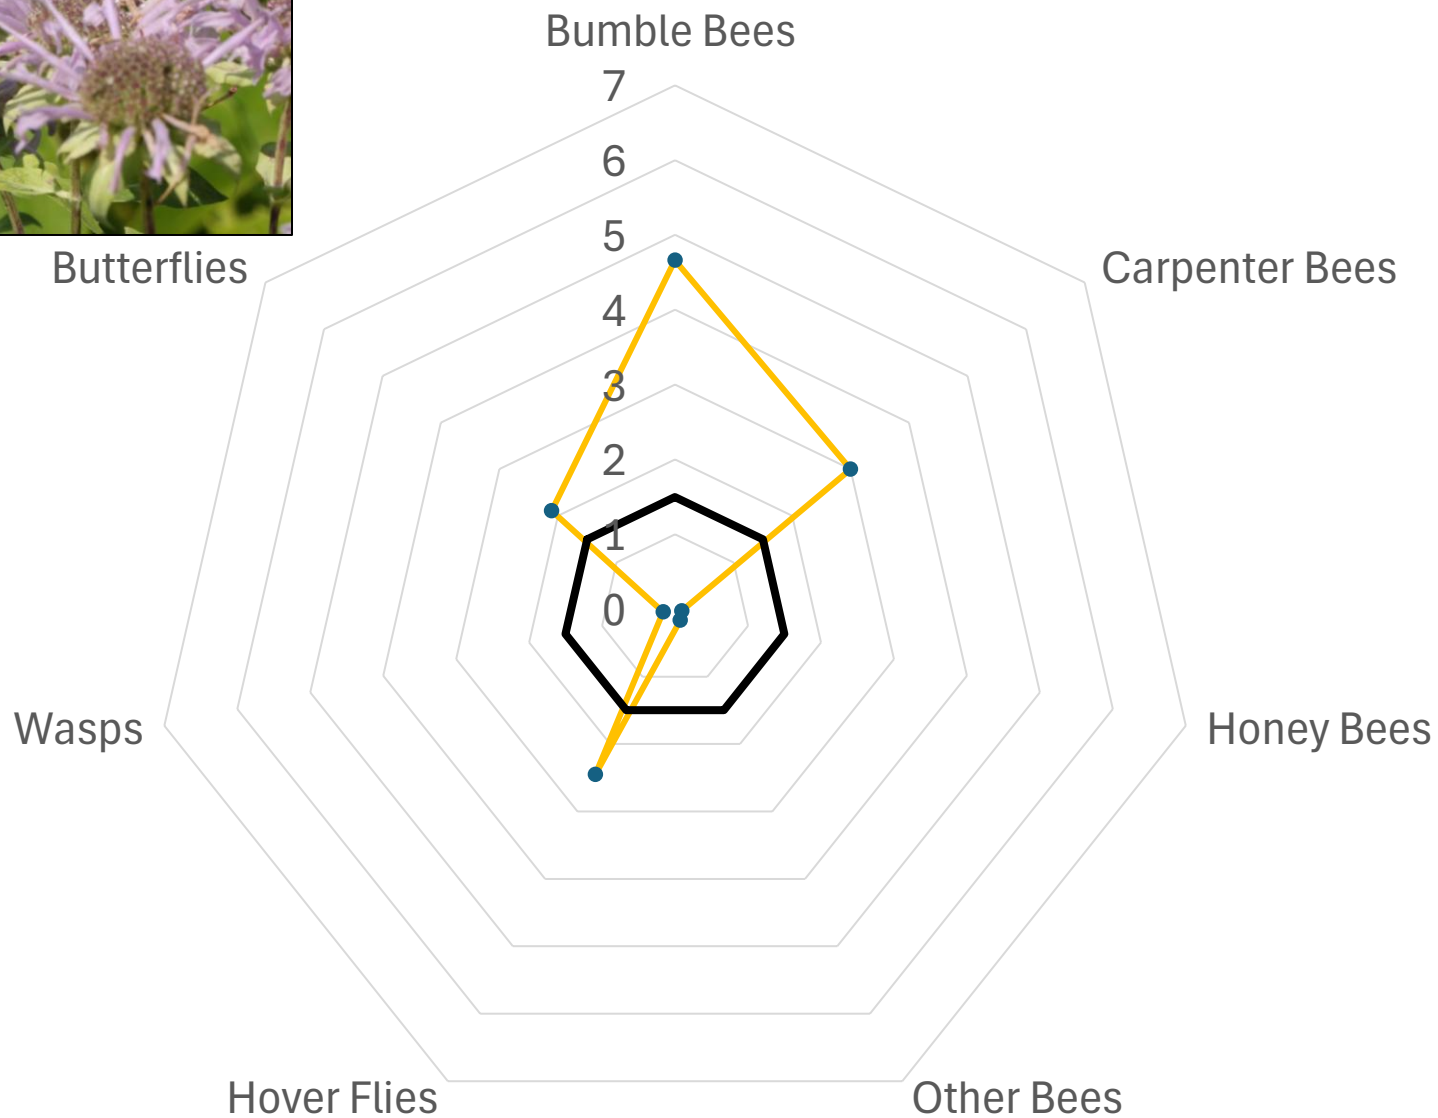 Bumble Bees
7
6
5
4
3
2
1
0
Carpenter Bees
Honey Bees
Other Bees
Hover Flies
Wasps
Butterflies